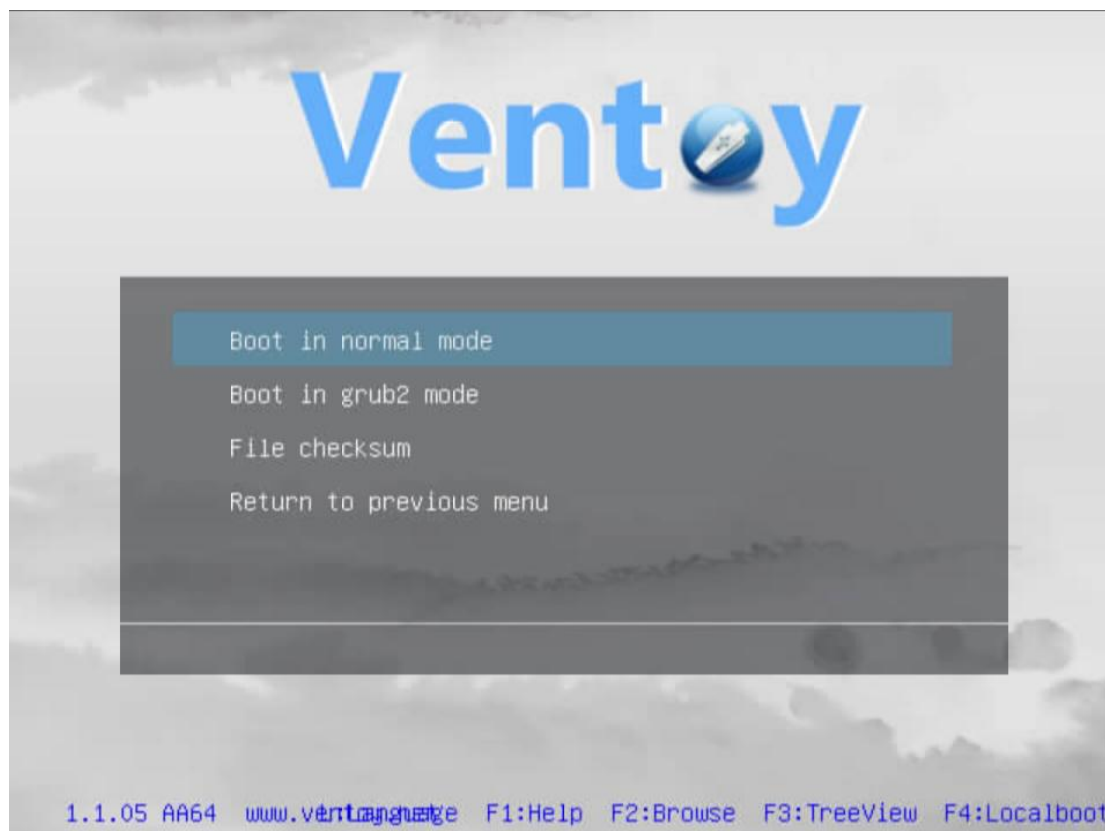 Ventoy
Boot in normal mode
Boot in grub2 mode
File checksum
Return to previous menu
1.1.05 AA64 F1:Help F2:Browse F3:TreeView F4:Localboot